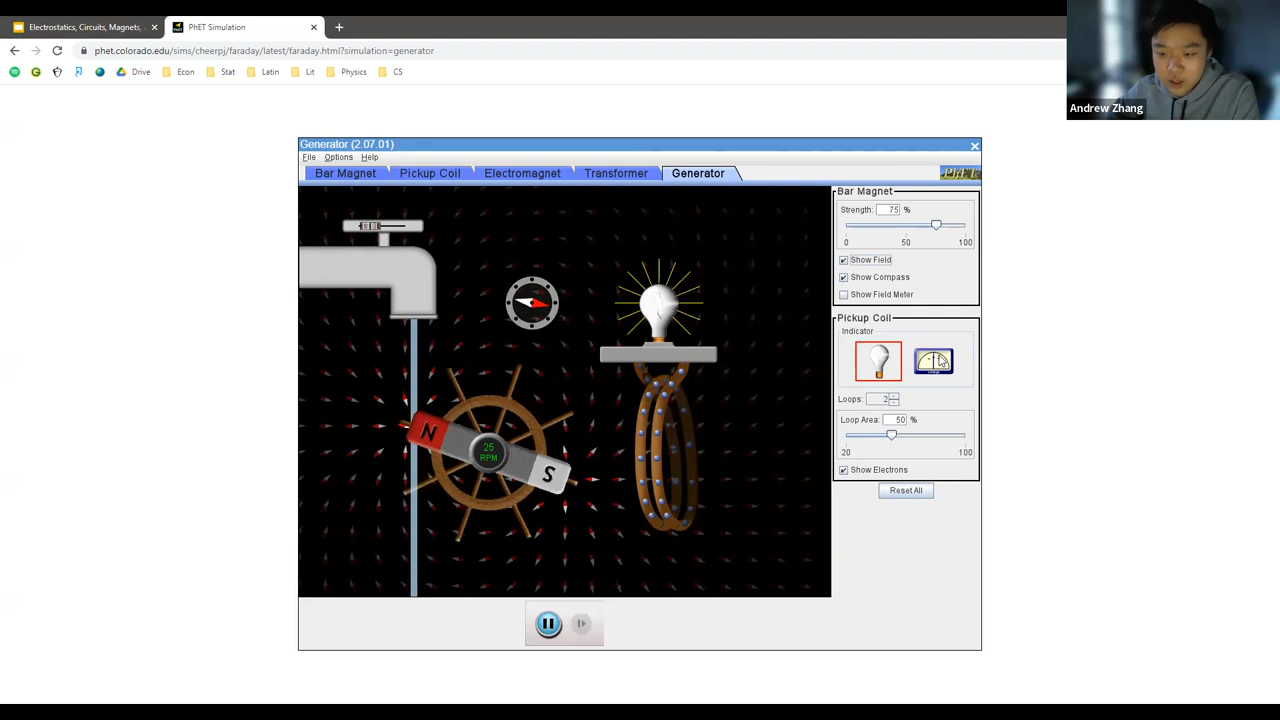 Electrostatics, Circuits, Magnets,
PhET Simulation
phet.colorado.edu/sims/cheerpj/faraday/latest/faraday.html?simulation=generator
Drive Econ Stat Latin Lit Physics CS
Andrew Zhang
Generator (2.07.01)
File Options Help
Bar Magnet Pickup Coil Electromagnet Transformer Generator
PhET
Bar Magnet
Strength: 75 %
0 50 100
Show Field
Show Compass
Show Field Meter
Pickup Coil
Indicator
Loops: 2
Loop Area: 50 %
20 100
Show Electrons
Reset All
N
25
RPM
S